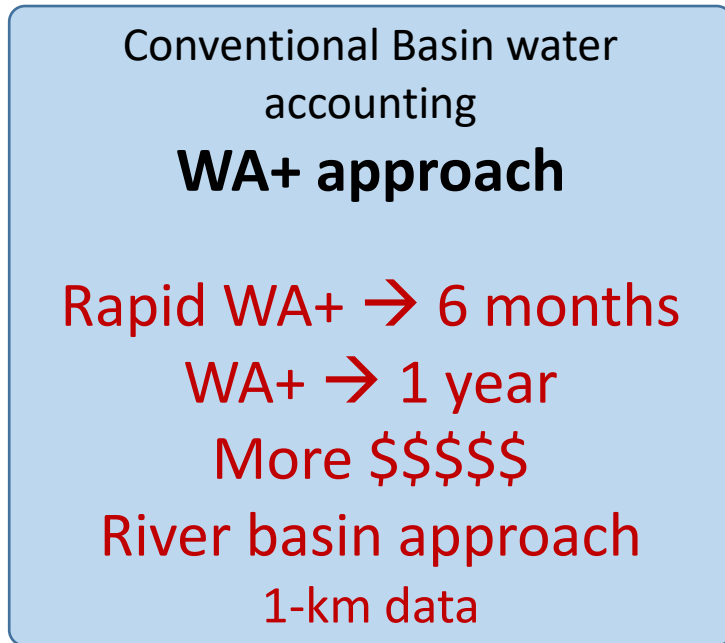 Conventional Basin water
accounting
WA+ approach
Rapid WA+ → 6 months
WA+ → 1 year
More $$$$$
River basin approach
1-km data